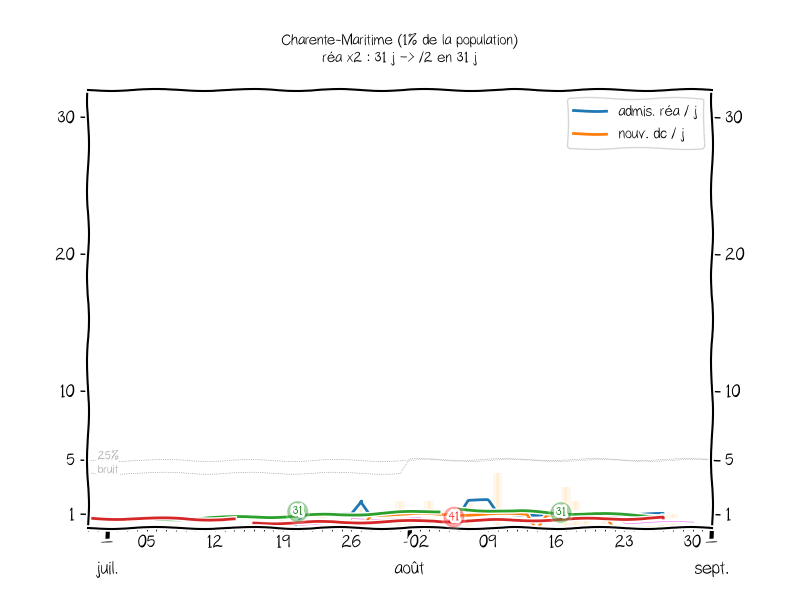 Charente-Maritime (1% de la population)
réa x2 : 31 j -> /2 en 31 j
admis. réa / j
nouv. dc / j
30 30
20 20
10 10
5 5
25%
bruit
1 1
31 41 31
05 12 19 26 02 09 16 23 30
juil. août sept.